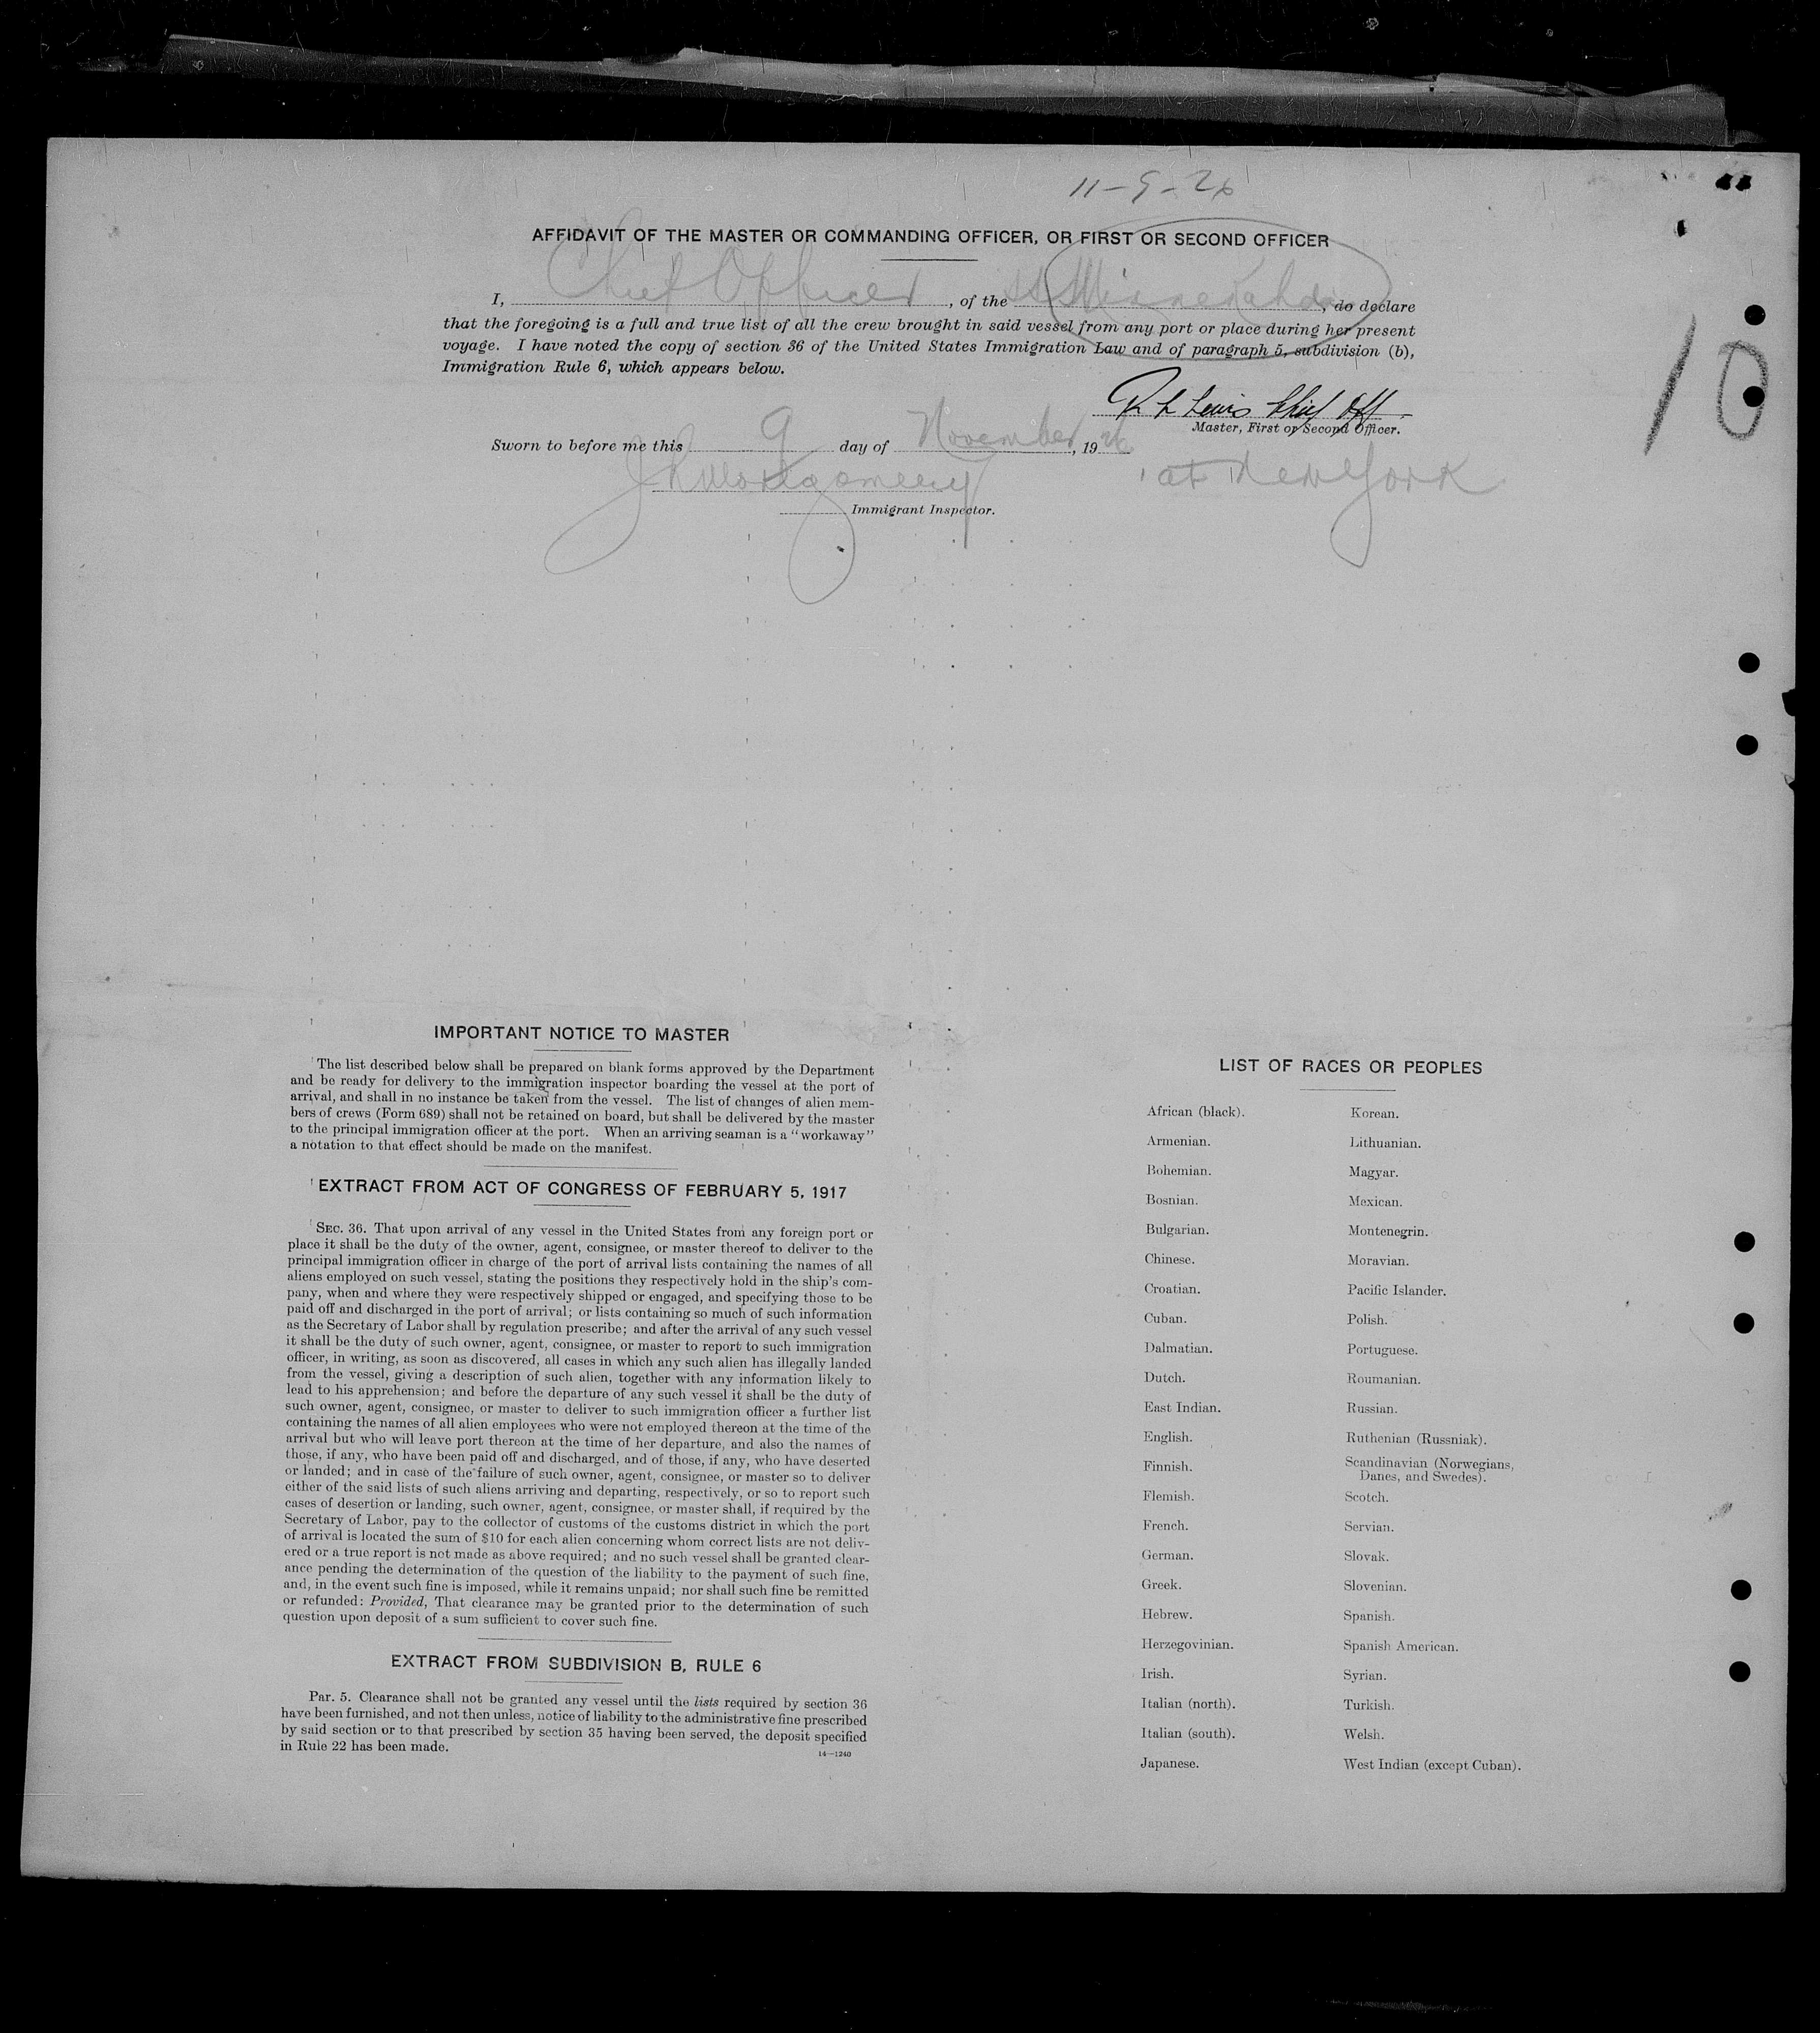 11-9-26
AFFIDAVIT OF THE MASTER OR COMMANDING OFFICER, OR FIRST OR SECOND OFFICER
I, Chief Officer, of the SS Minnekahda, do declare
that the foregoing is a full and true list of all the crew brought in said vessel from any port or place during her present
voyage. I have noted the copy of section 36 of the United States Immigration Law and of paragraph 5, subdivision (b),
Immigration Rule 6, which appears below.
10
R L Lewis Chief Off
Master, First or Second Officer.
Sworn to before me this 9 day of November, 1926
at New York
Montgomery
Immigrant Inspector.
IMPORTANT NOTICE TO MASTER
The list described below shall be prepared on blank forms approved by the Department
and be ready for delivery to the immigration inspector boarding the vessel at the port of
arrival, and shall in no instance be taken from the vessel. The list of changes of alien mem-
bers of crews (Form 689) shall not be retained on board, but shall be delivered by the master
to the principal immigration officer at the port. When an arriving seaman is a "workaway"
a notation to that effect should be made on the manifest.
EXTRACT FROM ACT OF CONGRESS OF FEBRUARY 5, 1917
SEC. 36. That upon arrival of any vessel in the United States from any foreign port or
place it shall be the duty of the owner, agent, consignee, or master thereof to deliver to the
principal immigration officer in charge of the port of arrival lists containing the names of all
aliens employed on such vessel, stating the positions they respectively hold in the ship's com-
pany, when and where they were respectively shipped or engaged, and specifying those to be
paid off and discharged in the port of arrival; or lists containing so much of such information
as the Secretary of Labor shall by regulation prescribe; and after the arrival of any such vessel
it shall be the duty of such owner, agent, consignee, or master to report to such immigration
officer, in writing, as soon as discovered, all cases in which any such alien has illegally landed
from the vessel, giving a description of such alien, together with any information likely to
lead to his apprehension; and before the departure of any such vessel it shall be the duty of
such owner, agent, consignee, or master to deliver to such immigration officer a further list
containing the names of all alien employees who were not employed thereon at the time of the
arrival but who will leave port thereon at the time of her departure, and also the names of
those, if any, who have been paid off and discharged, and of those, if any, who have deserted
or landed; and in case of the failure of such owner, agent, consignee, or master so to deliver
either of the said lists of such aliens arriving and departing, respectively, or so to report such
cases of desertion or landing, such owner, agent, consignee, or master shall, if required by the
Secretary of Labor, pay to the collector of customs of the customs district in which the port
of arrival is located the sum of $10 for each alien concerning whom correct lists are not deliv-
ered or a true report is not made as above required; and no such vessel shall be granted clear-
ance pending the determination of the question of the liability to the payment of such fine,
and, in the event such fine is imposed, while it remains unpaid; nor shall such fine be remitted
or refunded: Provided, That clearance may be granted prior to the determination of such
question upon deposit of a sum sufficient to cover such fine.
EXTRACT FROM SUBDIVISION B, RULE 6
Par. 5. Clearance shall not be granted any vessel until the lists required by section 36
have been furnished, and not then unless, notice of liability to the administrative fine prescribed
by said section or to that prescribed by section 35 having been served, the deposit specified
in Rule 22 has been made.
14—1240
LIST OF RACES OR PEOPLES
African (black).
Armenian.
Bohemian.
Bosnian.
Bulgarian.
Chinese.
Croatian.
Cuban.
Dalmatian.
Dutch.
East Indian.
English.
Finnish.
Flemish.
French.
German.
Greek.
Hebrew.
Herzegovinian.
Irish.
Italian (north).
Italian (south).
Japanese.
Korean.
Lithuanian.
Magyar.
Mexican.
Montenegrin.
Moravian.
Pacific Islander.
Polish.
Portuguese.
Roumanian.
Russian.
Ruthenian (Russniak).
Scandinavian (Norwegians,
Danes, and Swedes).
Scotch.
Servian.
Slovak.
Slovenian.
Spanish.
Spanish American.
Syrian.
Turkish.
Welsh.
West Indian (except Cuban).